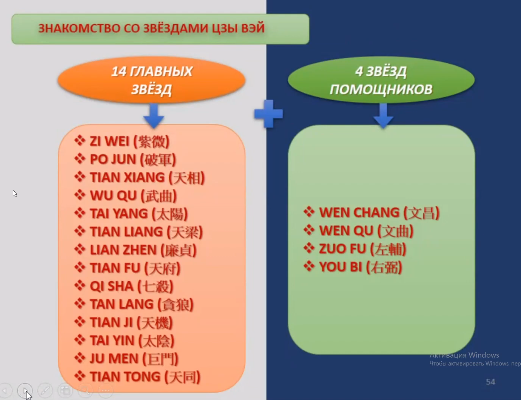 ЗНАКОМСТВО СО ЗВЁЗДАМИ ЦЗЫ ВЭЙ
14 ГЛАВНЫХ
ЗВЁЗД
ZI WEI (紫微)
PO JUN (破軍)
TIAN XIANG (天相)
WU QU (武曲)
TAI YANG (太陽)
TIAN LIANG (天梁)
LIAN ZHEN (廉貞)
TIAN FU (天府)
QI SHA (七殺)
TAN LANG (貪狼)
TIAN JI (天機)
TAI YIN (太陰)
JU MEN (巨門)
TIAN TONG (天同)
4 ЗВЁЗД
ПОМОЩНИКОВ
WEN CHANG (文昌)
WEN QU (文曲)
ZUO FU (左輔)
YOU BI (右弼)
Активация Windows
Чтобы активировать Windows, пер
54